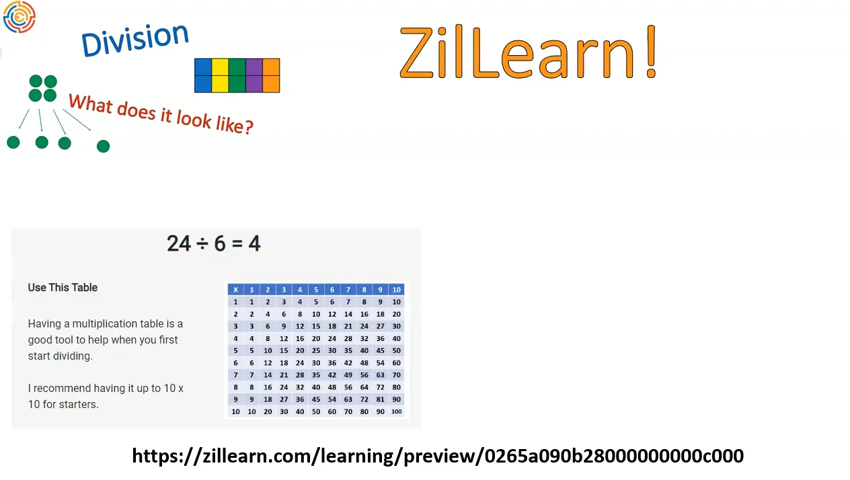 Division
ZilLearn!
What does it look like?
24 ÷ 6 = 4
Use This Table
Having a multiplication table is a
good tool to help when you first
start dividing.
I recommend having it up to 10 x
10 for starters.
X 1 2 3 4 5 6 7 8 9 10
1 1 2 3 4 5 6 7 8 9 10
2 2 4 6 8 10 12 14 16 18 20
3 3 6 9 12 15 18 21 24 27 30
4 4 8 12 16 20 24 28 32 36 40
5 5 10 15 20 25 30 35 40 45 50
6 6 12 18 24 30 36 42 48 54 60
7 7 14 21 28 35 42 49 56 63 70
8 8 16 24 32 40 48 56 64 72 80
9 9 18 27 36 45 54 63 72 81 90
10 10 20 30 40 50 60 70 80 90 100
https://zillearn.com/learning/preview/0265a090b28000000000c000